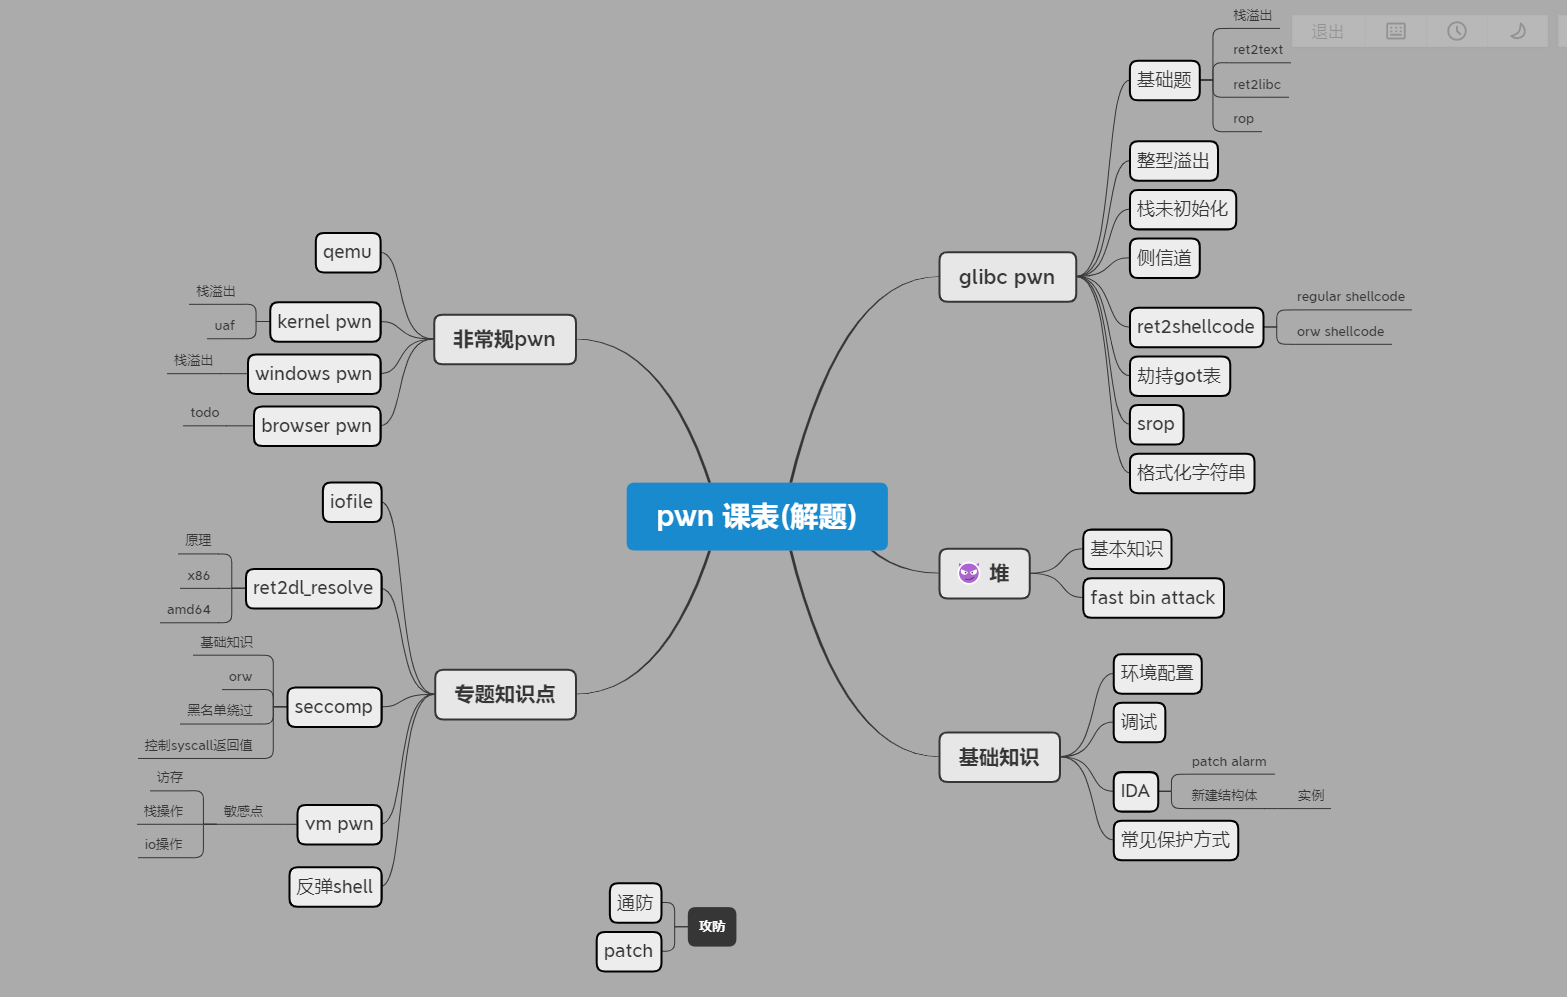 退出
pwn 课表(解题)
glibc pwn
基础题
栈溢出
ret2text
ret2libc
rop
整型溢出
栈未初始化
侧信道
ret2shellcode
regular shellcode
orw shellcode
劫持got表
srop
格式化字符串
堆
基本知识
fast bin attack
基础知识
环境配置
调试
IDA
patch alarm
新建结构体
实例
常见保护方式
非常规pwn
qemu
kernel pwn
栈溢出
uaf
windows pwn
栈溢出
browser pwn
todo
专题知识点
iofile
ret2dl_resolve
原理
x86
amd64
seccomp
基础知识
orw
黑名单绕过
控制syscall返回值
vm pwn
敏感点
访存
栈操作
io操作
反弹shell
攻防
通防
patch